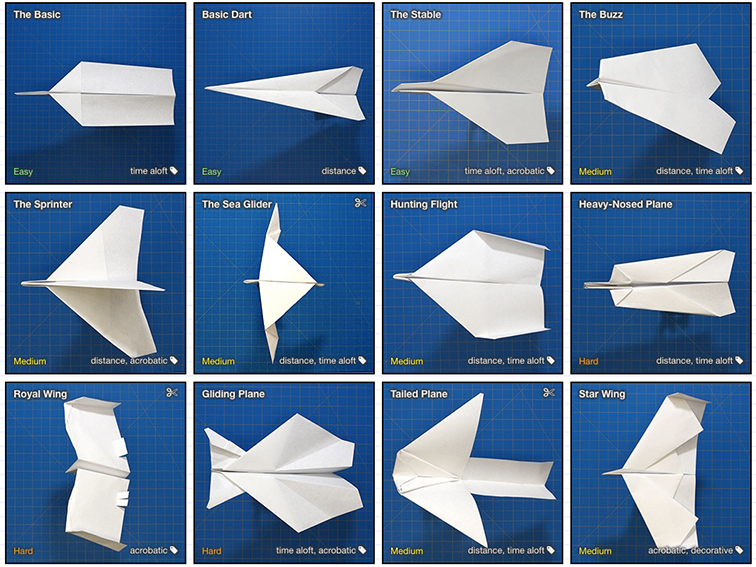 The Basic
Easy
time aloft
Basic Dart
Easy
distance
The Stable
Easy
time aloft, acrobatic
The Buzz
Medium
distance, time aloft
The Sprinter
Medium
distance, acrobatic
The Sea Glider
Medium
distance, time aloft
Hunting Flight
Medium
distance, time aloft
Heavy-Nosed Plane
Hard
distance, time aloft
Royal Wing
Hard
acrobatic
Gliding Plane
Hard
time aloft, acrobatic
Tailed Plane
Medium
distance, time aloft
Star Wing
Medium
acrobatic, decorative